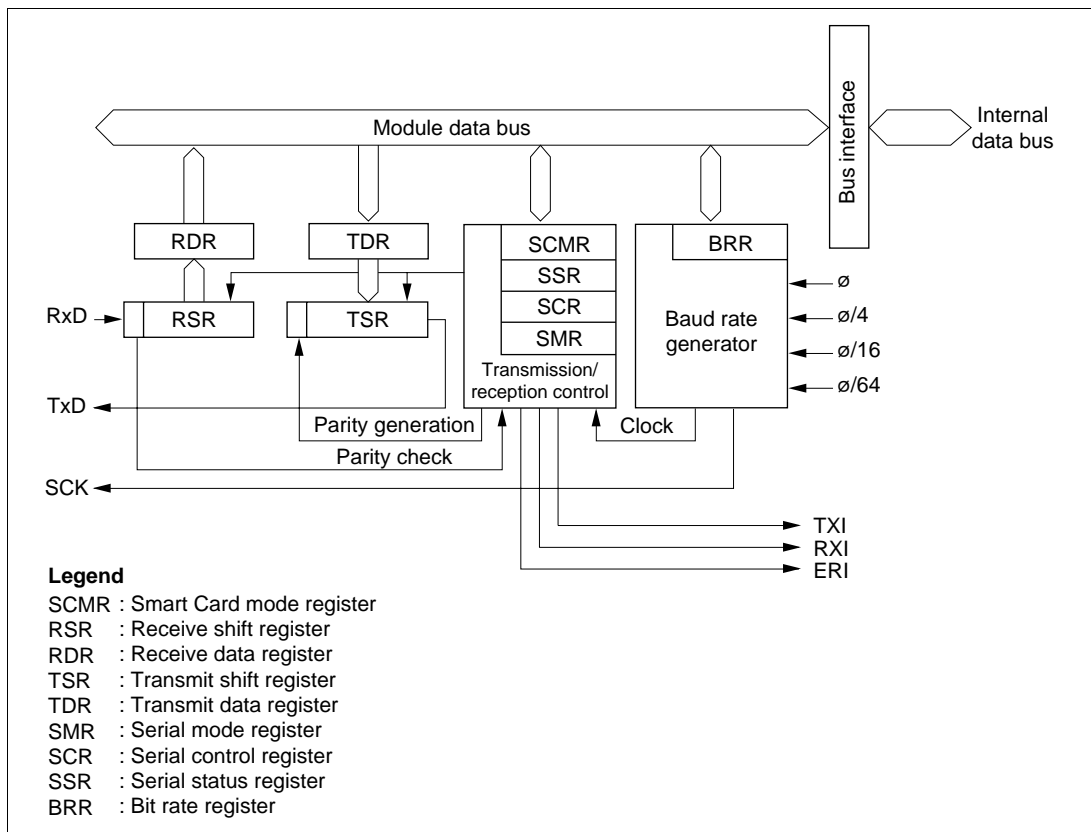 Module data bus
Bus interface
Internal
data bus
RDR
TDR
SCMR
SSR
SCR
SMR
Transmission/
reception control
BRR
Baud rate
generator
ø
ø/4
ø/16
ø/64
RxD
RSR
TSR
TxD
Parity generation
Parity check
Clock
SCK
TXI
RXI
ERI
Legend
SCMR : Smart Card mode register
RSR : Receive shift register
RDR : Receive data register
TSR : Transmit shift register
TDR : Transmit data register
SMR : Serial mode register
SCR : Serial control register
SSR : Serial status register
BRR : Bit rate register